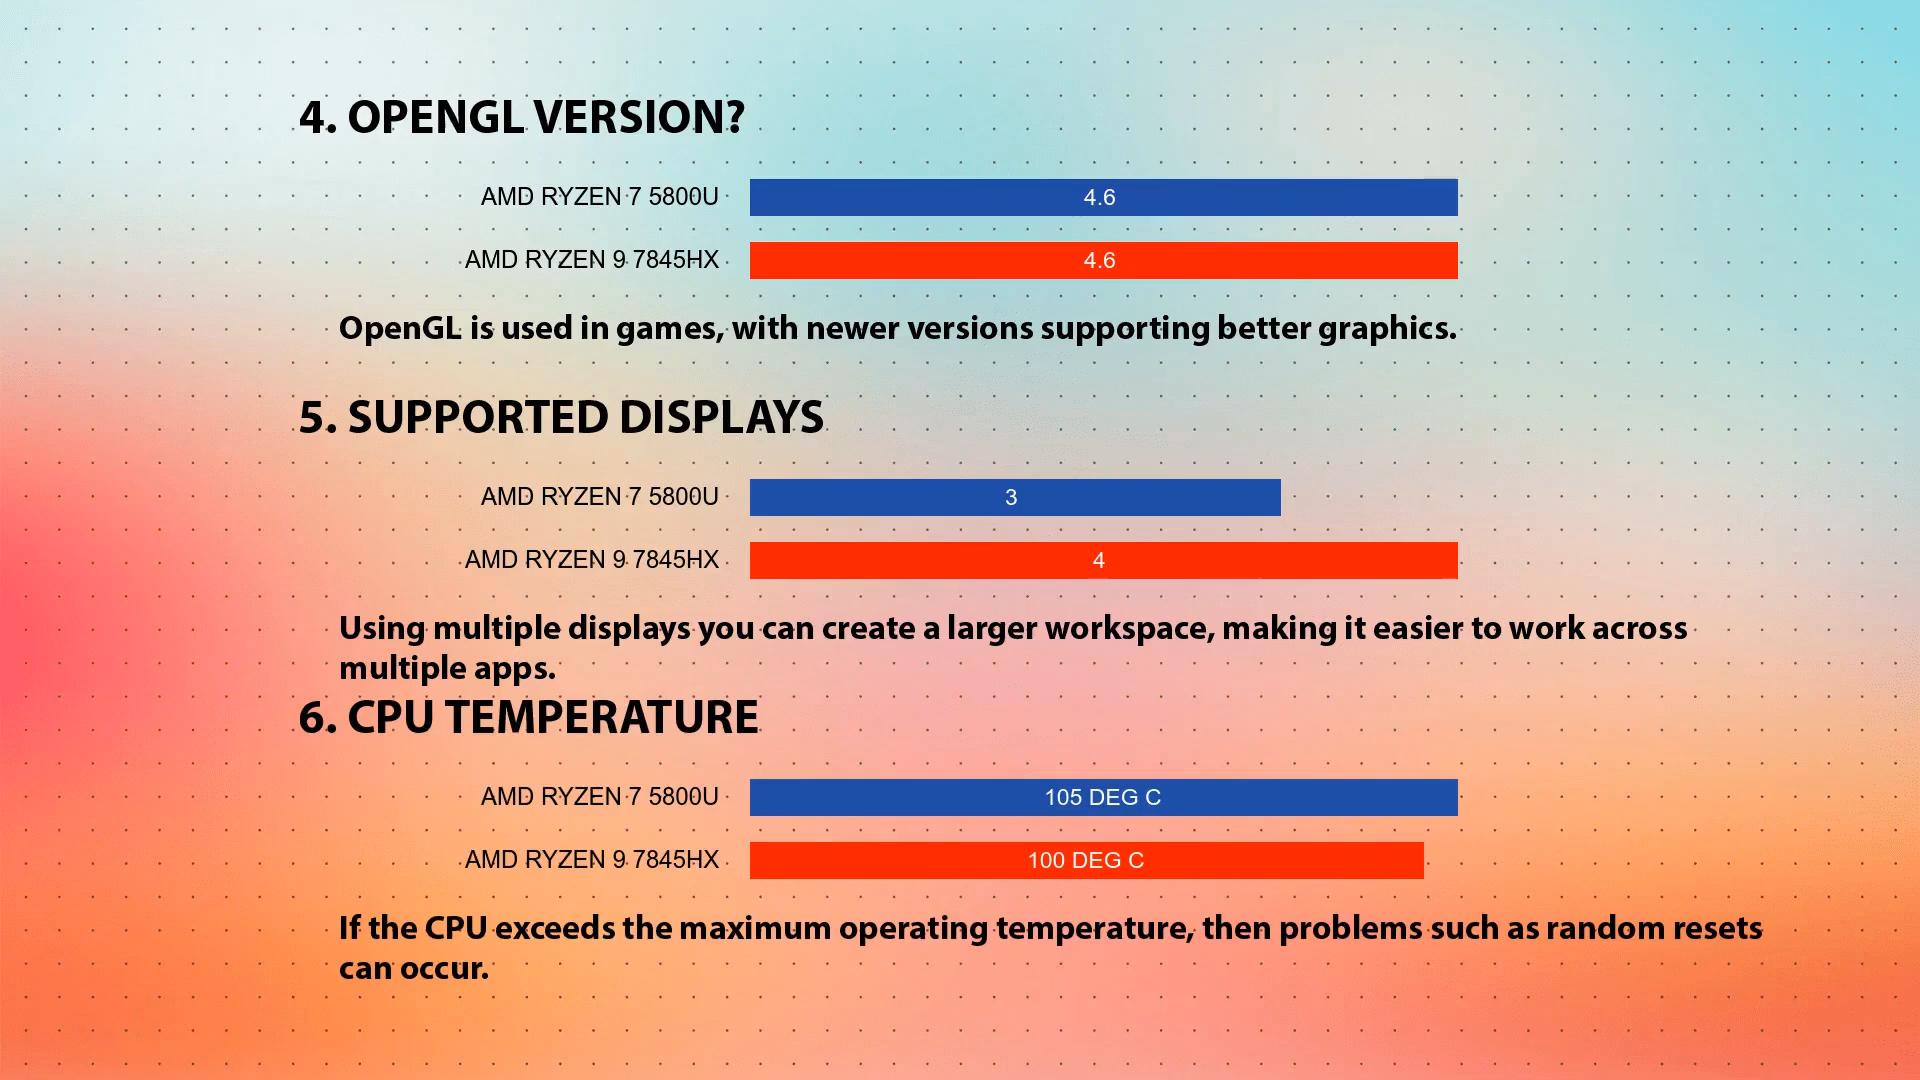 4. OPENGL VERSION?
AMD RYZEN 7 5800U
4.6
AMD RYZEN 9 7845HX
4.6
OpenGL is used in games, with newer versions supporting better graphics.
5. SUPPORTED DISPLAYS
AMD RYZEN 7 5800U
3
AMD RYZEN 9 7845HX
4
Using multiple displays you can create a larger workspace, making it easier to work across
multiple apps.
6. CPU TEMPERATURE
AMD RYZEN 7 5800U
105 DEG C
AMD RYZEN 9 7845HX
100 DEG C
If the CPU exceeds the maximum operating temperature, then problems such as random resets
can occur.